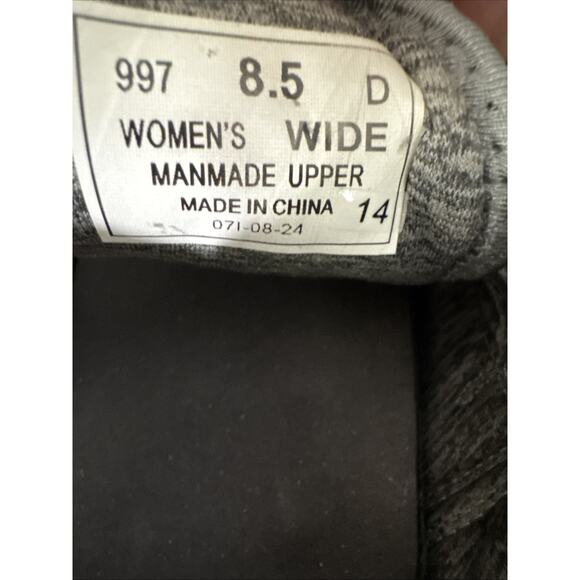 997 8.5 D
WOMEN'S WIDE
MANMADE UPPER
MADE IN CHINA 14
071-08-24